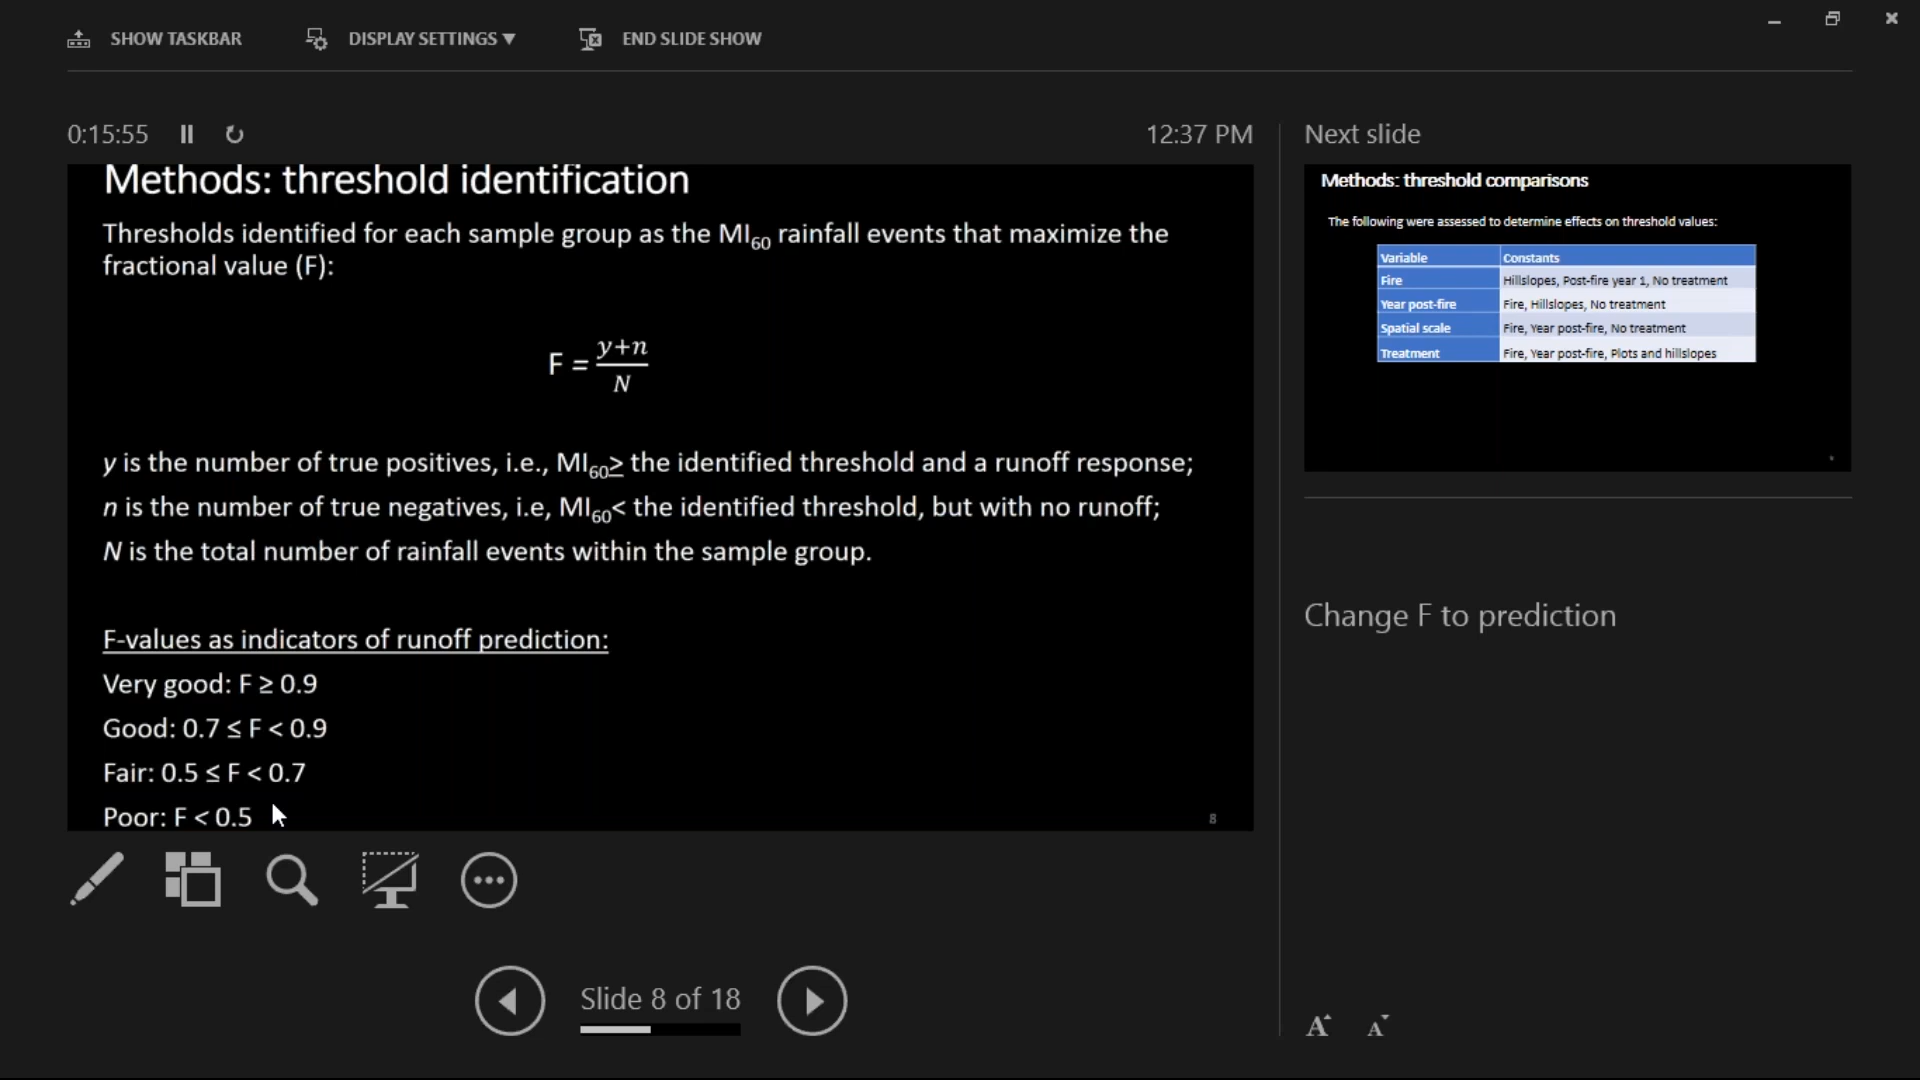 SHOW TASKBAR
DISPLAY SETTINGS ▼
END SLIDE SHOW
0:15:55
12:37 PM
Methods: threshold identification
Thresholds identified for each sample group as the MI60 rainfall events that maximize the
fractional value (F):
F = y+n
N
y is the number of true positives, i.e., MI60≥ the identified threshold and a runoff response;
n is the number of true negatives, i.e, MI60< the identified threshold, but with no runoff;
N is the total number of rainfall events within the sample group.
F-values as indicators of runoff prediction:
Very good: F ≥ 0.9
Good: 0.7 ≤ F < 0.9
Fair: 0.5 ≤ F < 0.7
Poor: F < 0.5
8
Slide 8 of 18
Next slide
Methods: threshold comparisons
The following were assessed to determine effects on threshold values:
Variable Constants
Fire Hillslopes, Post-fire year 1, No treatment
Year post-fire Fire, Hillslopes, No treatment
Spatial scale Fire, Year post-fire, No treatment
Treatment Fire, Year post-fire, Plots and hillslopes
Change F to prediction
A A